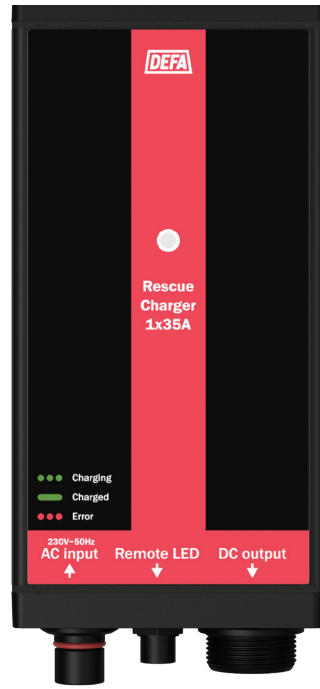 DEFA
Rescue
Charger
1x35A
Charging
Charged
Error
230V~50Hz
AC input Remote LED DC output